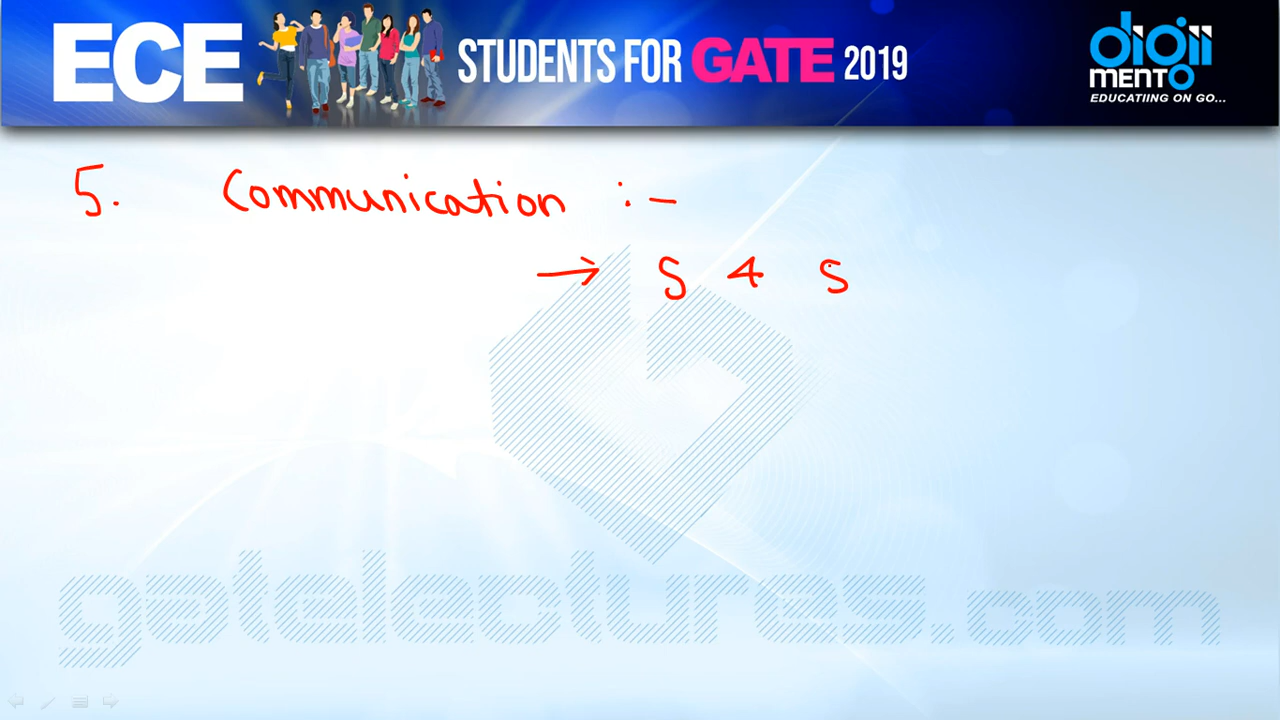 ECE STUDENTS FOR GATE 2019
digii
MENTO
EDUCATIING ON GO...
5. Communication :-
→ S 4 S
gatelectures.com